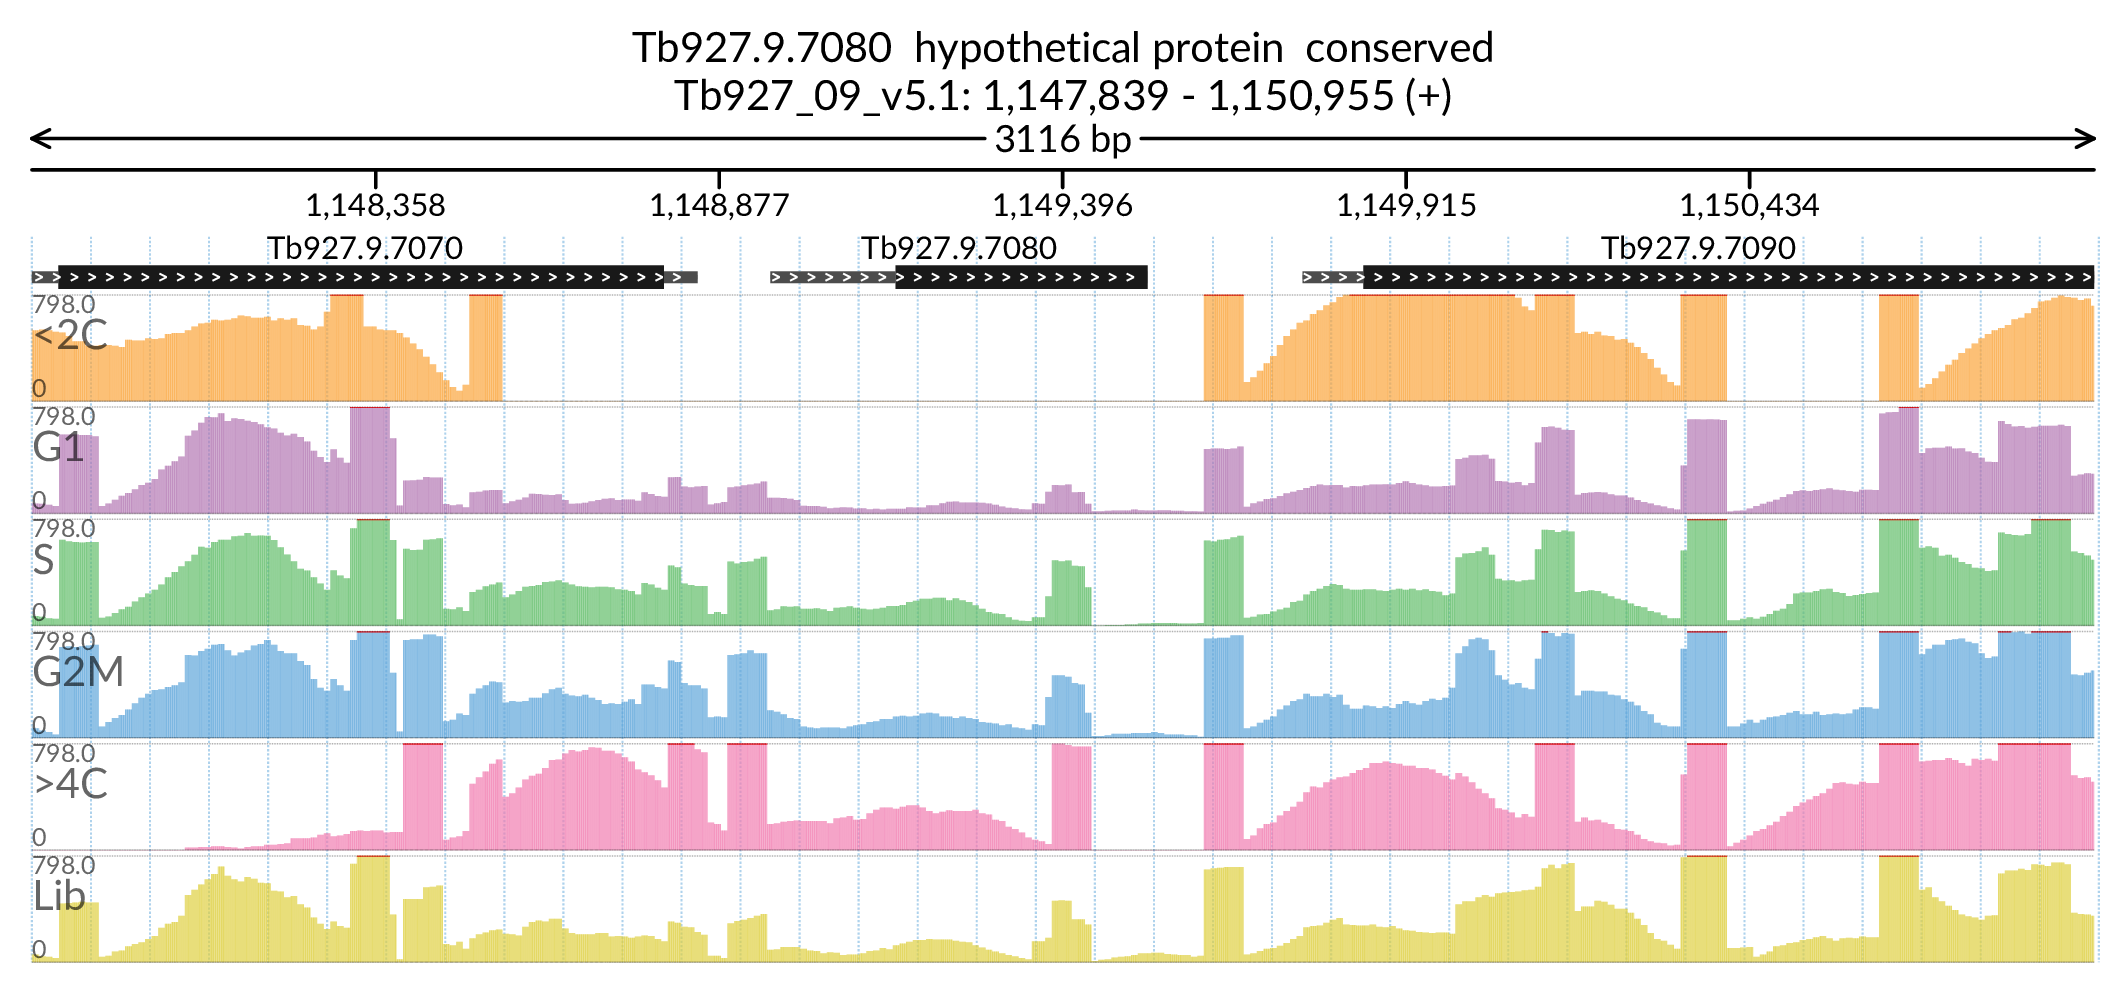 Tb927.9.7080  hypothetical protein  conserved
Tb927_09_v5.1: 1,147,839 - 1,150,955 (+)
3116 bp
1,148,358 1,148,877 1,149,396 1,149,915 1,150,434
Tb927.9.7070 Tb927.9.7080 Tb927.9.7090
798.0
<2C
0
798.0
G1
0
798.0
S
0
798.0
G2M
0
798.0
>4C
0
798.0
Lib
0